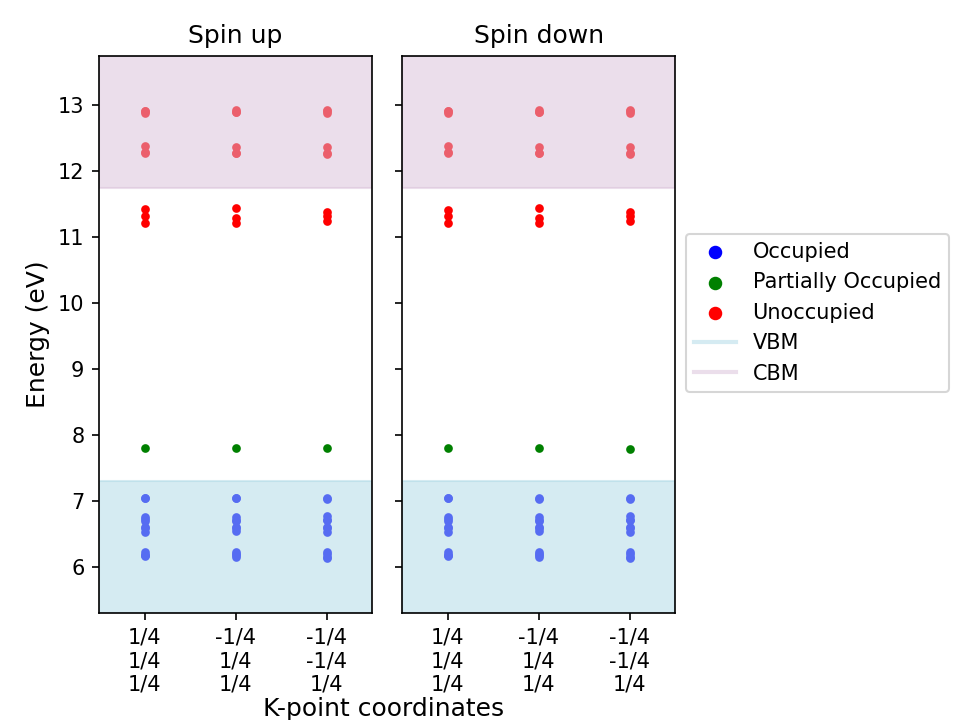 Spin up
Spin down
Energy (eV)
13
12
11
10
9
8
7
6
1/4 -1/4 -1/4 1/4 -1/4 -1/4
1/4 1/4 -1/4 1/4 1/4 -1/4
1/4 1/4 1/4 1/4 1/4 1/4
K-point coordinates
Occupied
Partially Occupied
Unoccupied
VBM
CBM